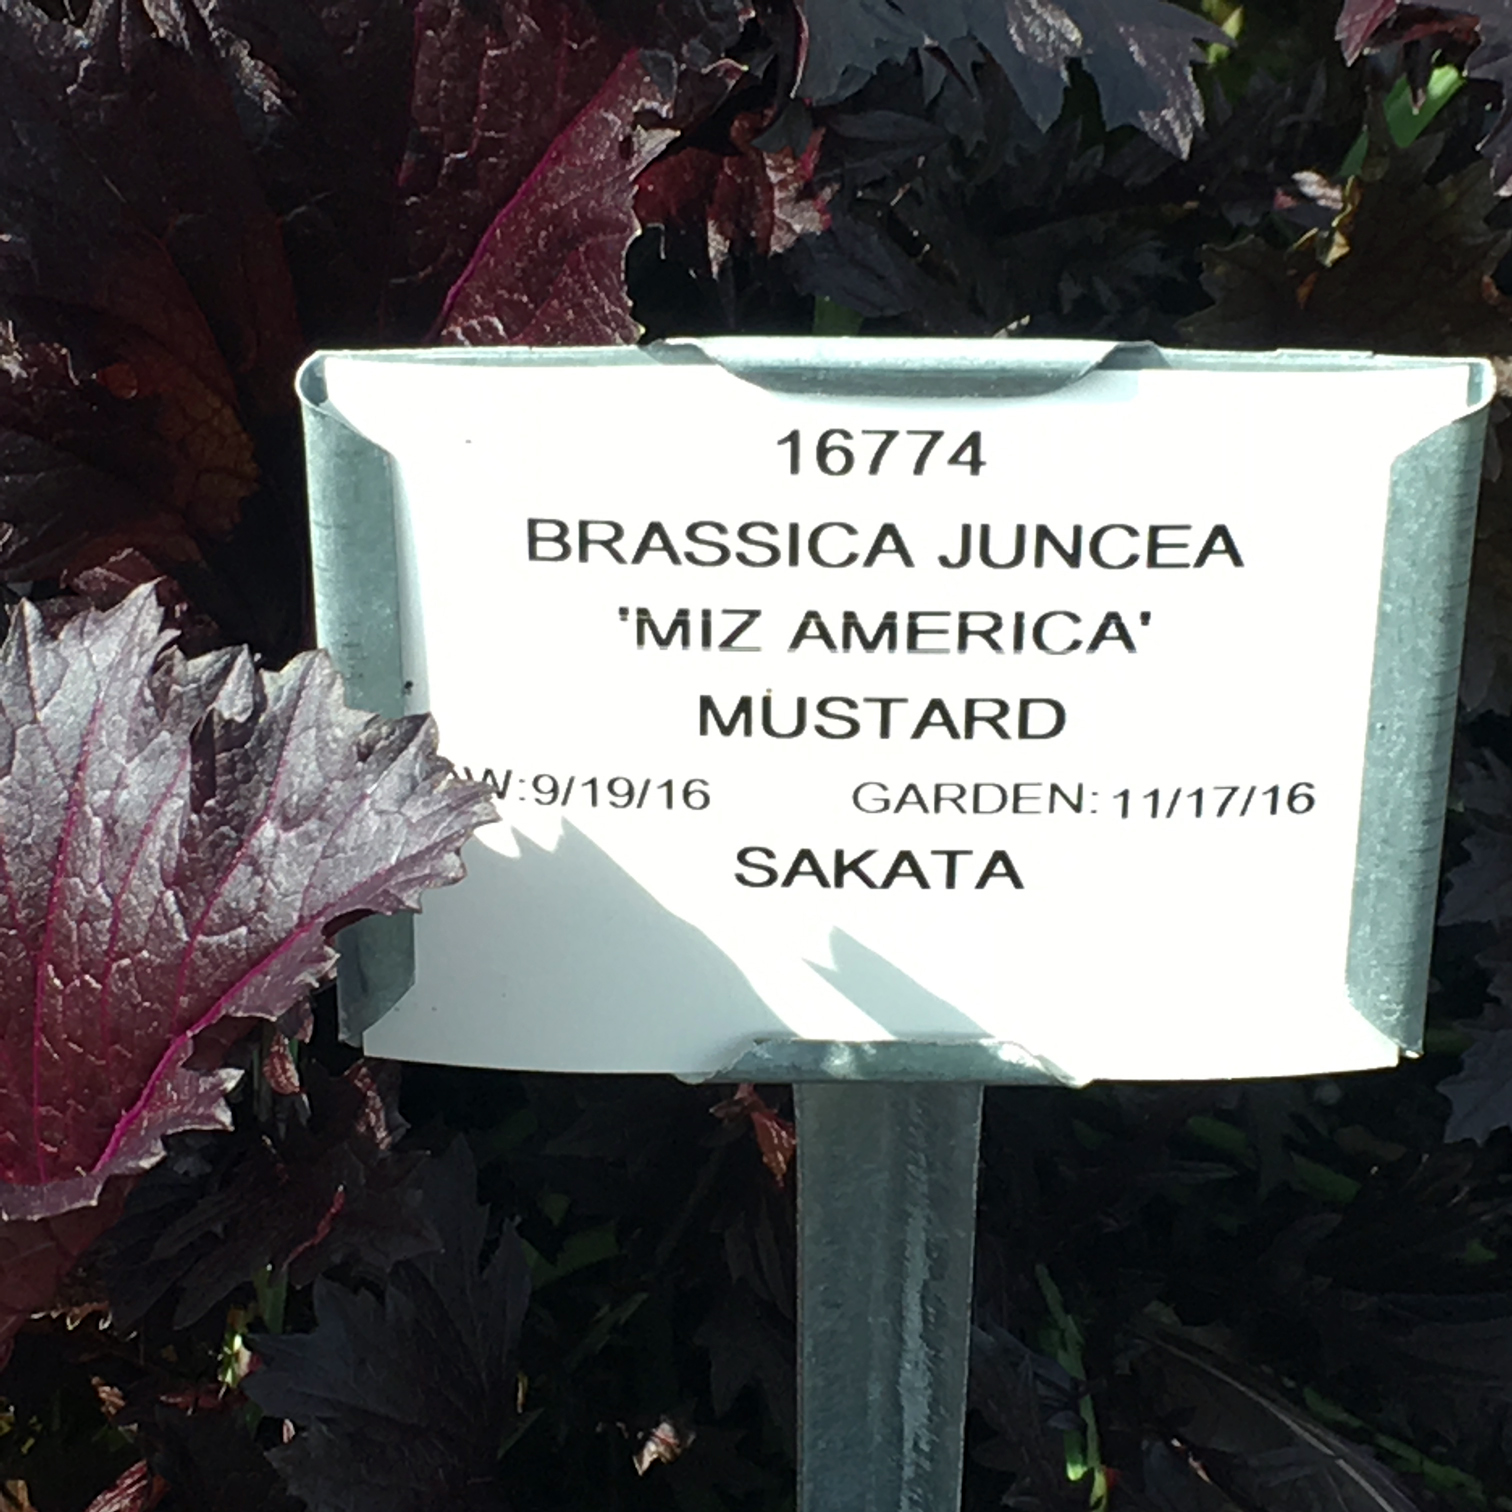 16774
BRASSICA JUNCEA
'MIZ AMERICA'
MUSTARD
9/19/16 GARDEN: 11/17/16
SAKATA